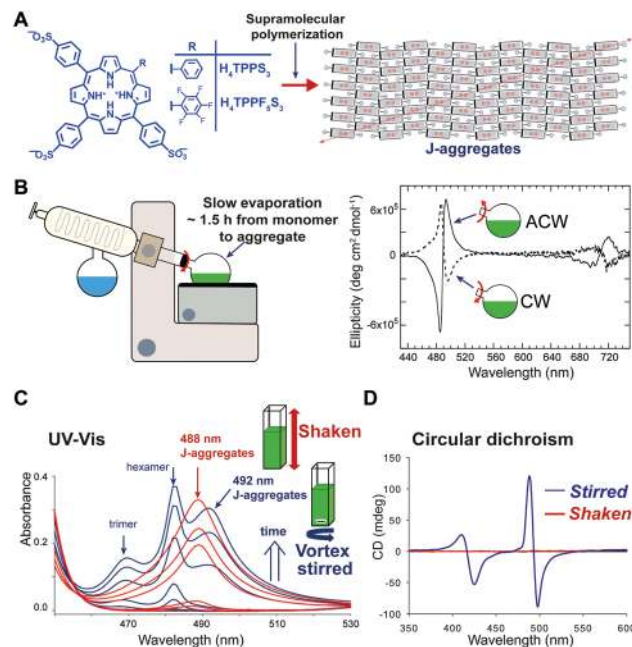 A
Supramolecular
polymerization
⁻O₃S
R
R
NH⁺
H
N
⁺HN
N
H
⁻O₃S
SO₃⁻
H₄TPPS₃
F
F
F
F
F
H₄TPPF₅S₃
J-aggregates
B
Slow evaporation
~ 1.5 h from monomer
to aggregate
Ellipticity (deg cm² dmol⁻¹)
6x10⁵
0
-6x10⁵
ACW
CW
440 480 520 560 600 640 680 720
Wavelength (nm)
C
UV-Vis
488 nm
J-aggregates
Shaken
hexamer
492 nm
J-aggregates
trimer
time
Vortex
stirred
Absorbance
0.4
0.2
0.0
470 490 510 530
Wavelength (nm)
D
Circular dichroism
Stirred
Shaken
CD (mdeg)
150
100
50
0
-50
-100
350 400 450 500 550 600
Wavelength (nm)